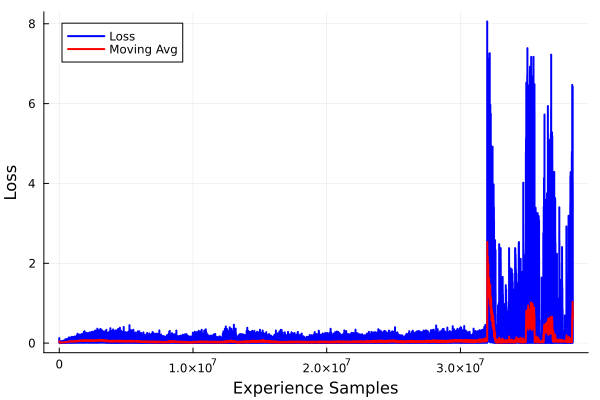 Loss
Moving Avg
8
6
4
2
0
Loss
0
1.0×10⁷
2.0×10⁷
3.0×10⁷
Experience Samples